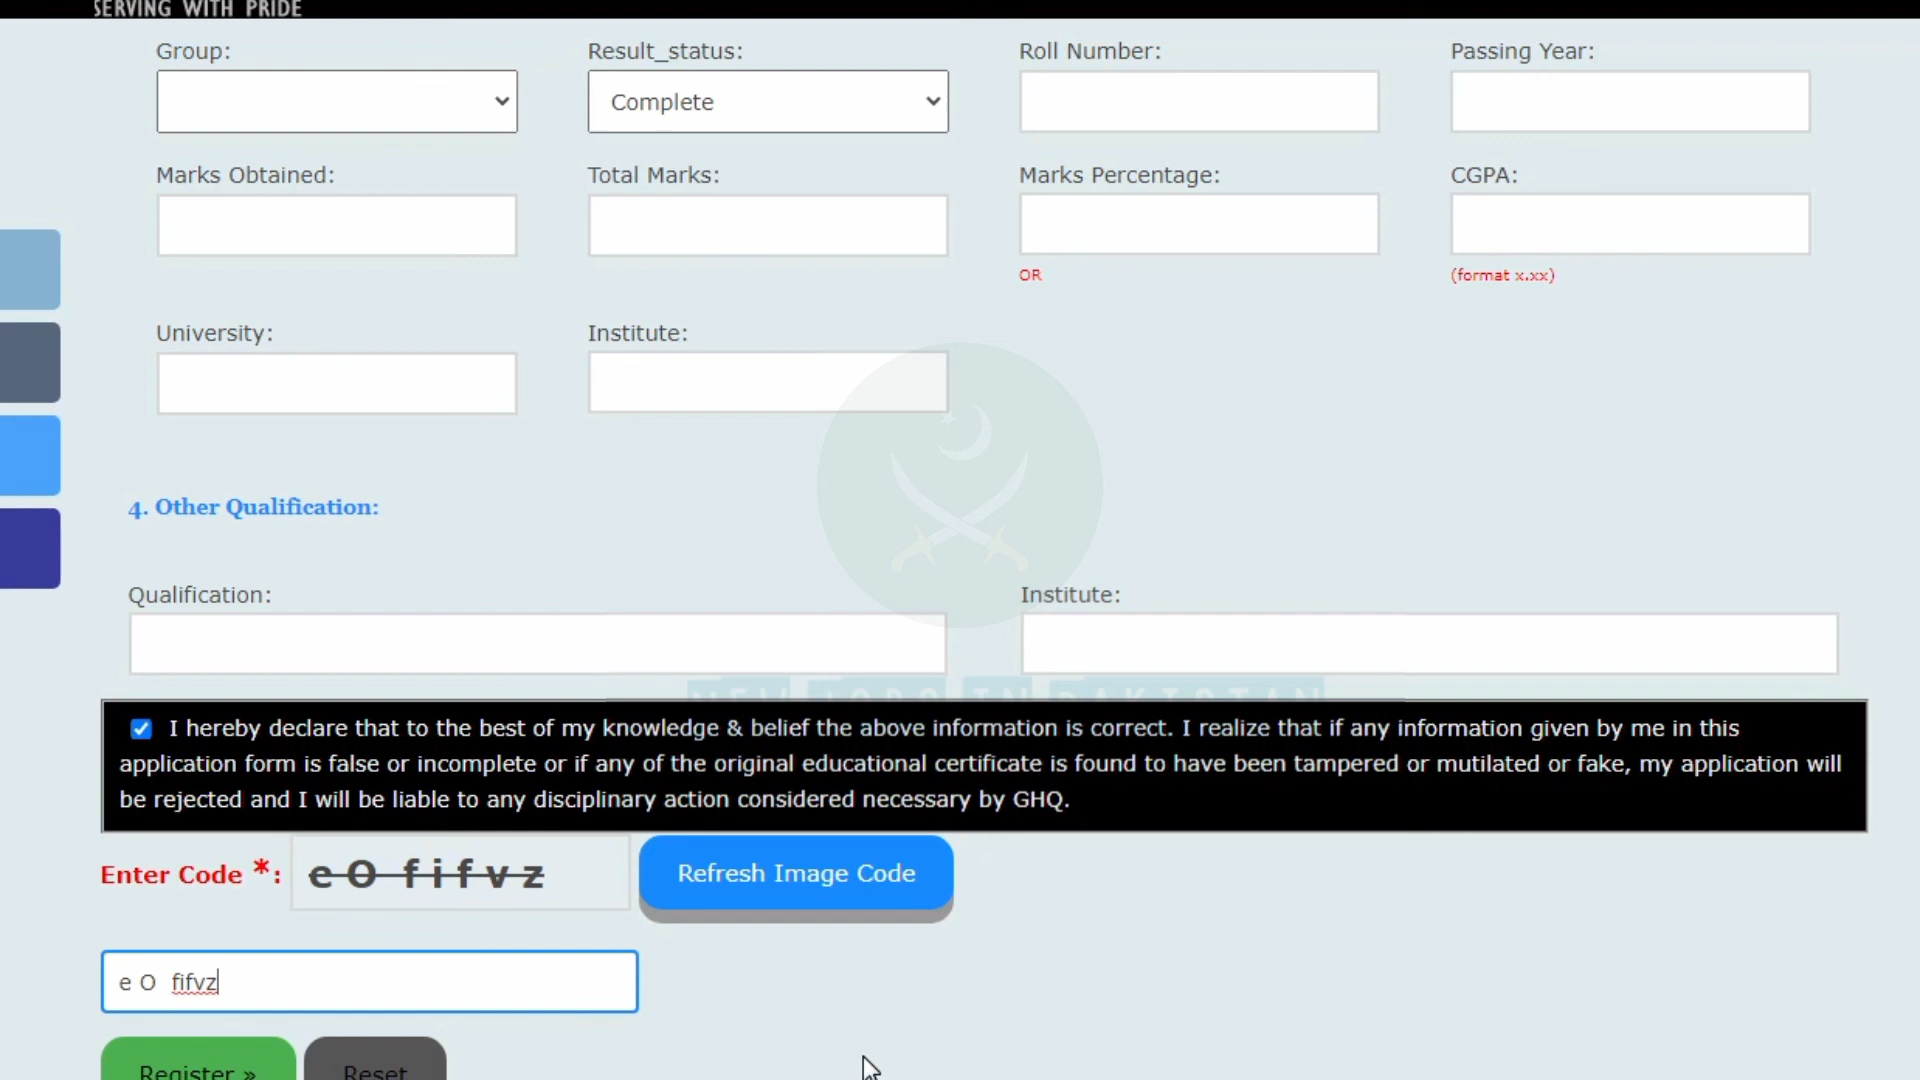 SERVING WITH PRIDE
Group: Result_status: Roll Number: Passing Year:
Complete
Marks Obtained: Total Marks: Marks Percentage: CGPA:
OR (format x.xx)
University: Institute:
4. Other Qualification:
Qualification: Institute:
NEW JOBS IN PAKISTAN
I hereby declare that to the best of my knowledge & belief the above information is correct. I realize that if any information given by me in this
application form is false or incomplete or if any of the original educational certificate is found to have been tampered or mutilated or fake, my application will
be rejected and I will be liable to any disciplinary action considered necessary by GHQ.
Enter Code *: e O f i f v z Refresh Image Code
e O fifvz
Register » Reset